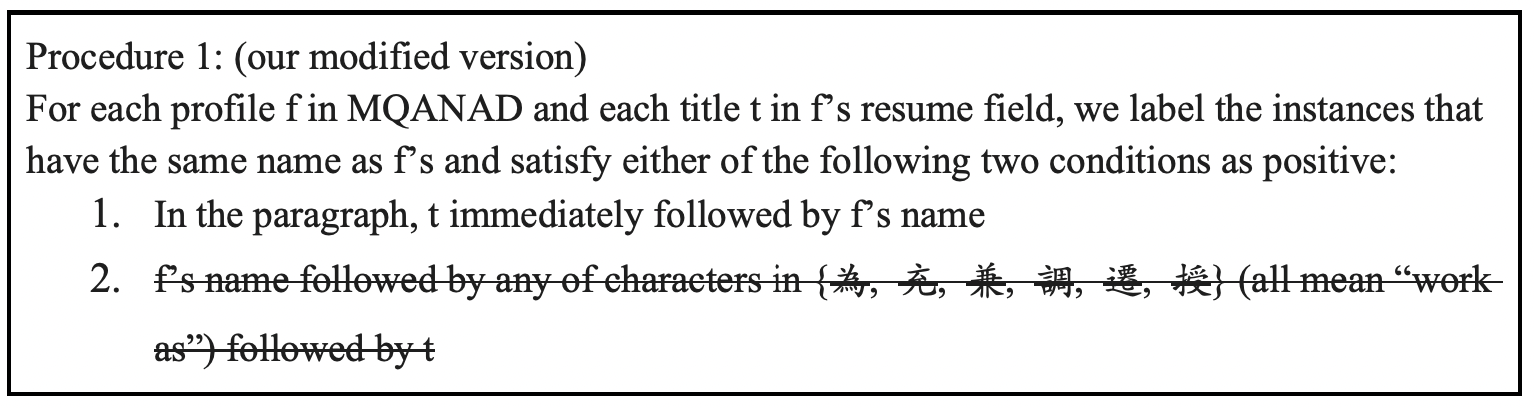 Procedure 1: (our modified version)
For each profile f in MQANAD and each title t in f’s resume field, we label the instances that
have the same name as f’s and satisfy either of the following two conditions as positive:
1. In the paragraph, t immediately followed by f’s name
2. f’s name followed by any of characters in {為, 充, 兼, 調, 遷, 授} (all mean “work
as”) followed by t